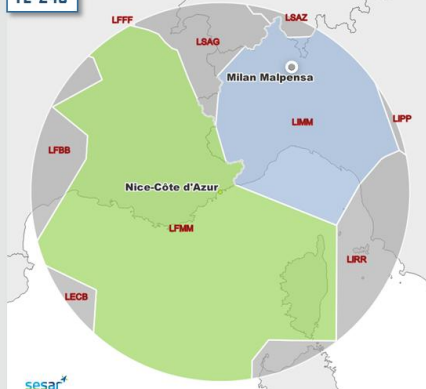 LFFF
LSAZ
LSAG
Milan Malpensa
LIMM
LIPP
LFBB
Nice-Côte d'Azur
LFMM
LIRR
LECB
sesar